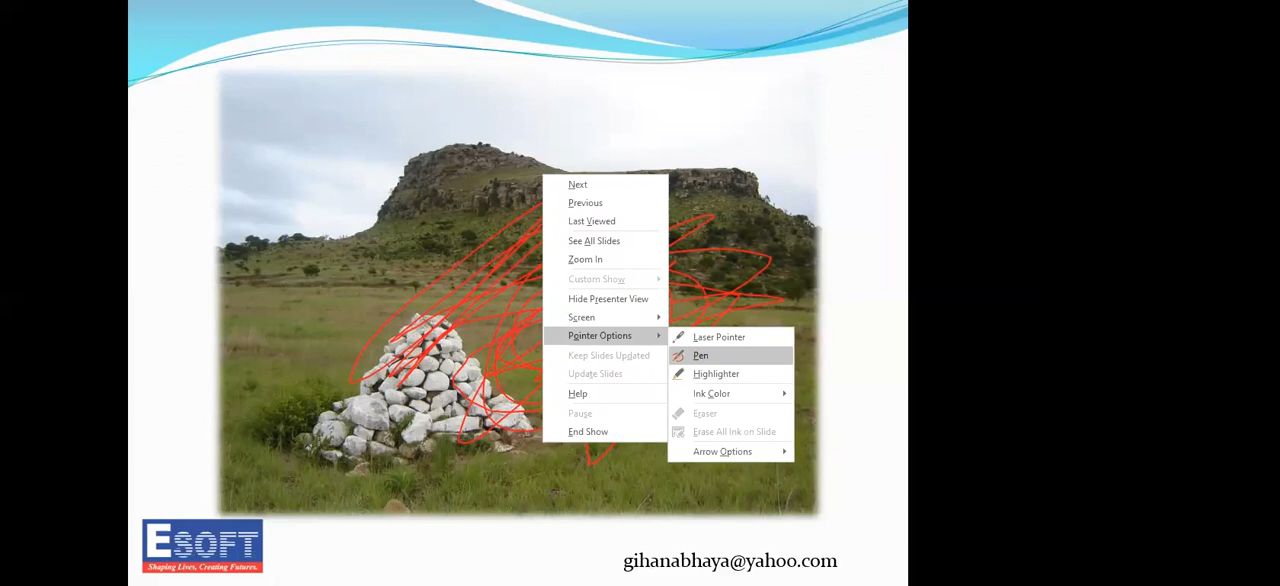 Next
Previous
Last Viewed
See All Slides
Zoom In
Custom Show
Hide Presenter View
Screen
Pointer Options
Keep Slides Updated
Update Slides
Help
Pause
End Show
Laser Pointer
Pen
Highlighter
Ink Color
Eraser
Erase All Ink on Slide
Arrow Options
ESOFT
Shaping Lives, Creating Futures.
gihanabhaya@yahoo.com